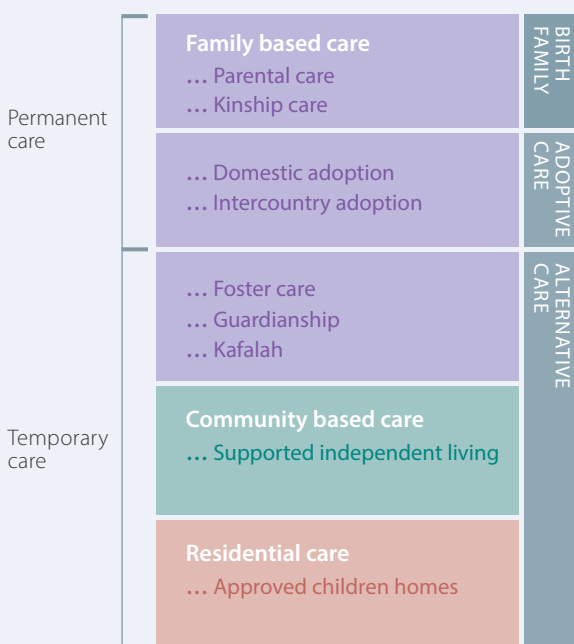 Permanent
care
Family based care
... Parental care
... Kinship care
BIRTH
FAMILY
... Domestic adoption
... Intercountry adoption
ADOPTIVE
CARE
Temporary
care
... Foster care
... Guardianship
... Kafalah
Community based care
... Supported independent living
Residential care
... Approved children homes
ALTERNATIVE
CARE